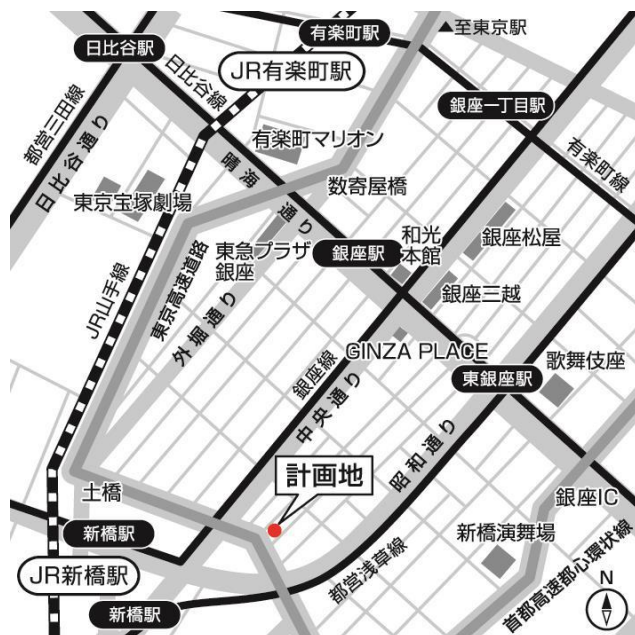 有楽町駅
▲至東京駅
日比谷駅
日比谷線
JR有楽町駅
銀座一丁目駅
都営三田線
日比谷通り
有楽町マリオン
有楽町線
晴海通り
数寄屋橋
東京宝塚劇場
和光
本館
銀座松屋
東急プラザ
銀座
銀座駅
JR山手線
東京高速道路
外堀通り
銀座三越
GINZA PLACE
歌舞伎座
東銀座駅
銀座線
中央通り
昭和通り
計画地
土橋
銀座IC
新橋駅
新橋演舞場
都営浅草線
首都高速都心環状線
JR新橋駅
新橋駅
N